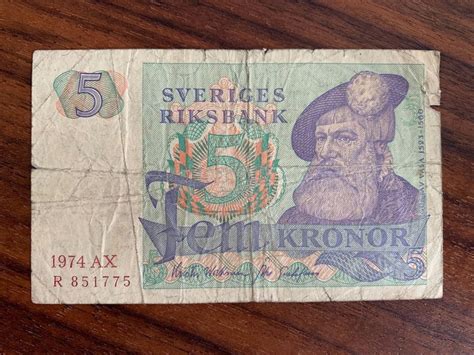 5
SVERIGES
RIKSBANK
5
Fem KRONOR
1974 AX
R 851775
5